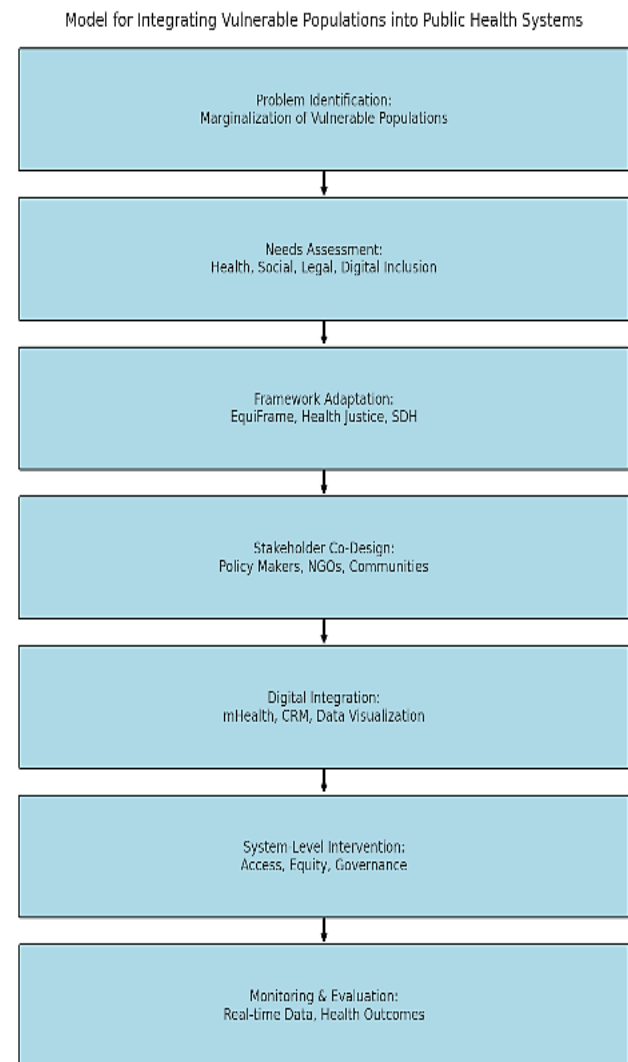 Model for Integrating Vulnerable Populations into Public Health Systems
Problem Identification:
Marginalization of Vulnerable Populations
Needs Assessment:
Health, Social, Legal, Digital Inclusion
Framework Adaptation:
EquiFrame, Health Justice, SDH
Stakeholder Co-Design:
Policy Makers, NGOs, Communities
Digital Integration:
mHealth, CRM, Data Visualization
System-Level Intervention:
Access, Equity, Governance
Monitoring & Evaluation:
Real-time Data, Health Outcomes